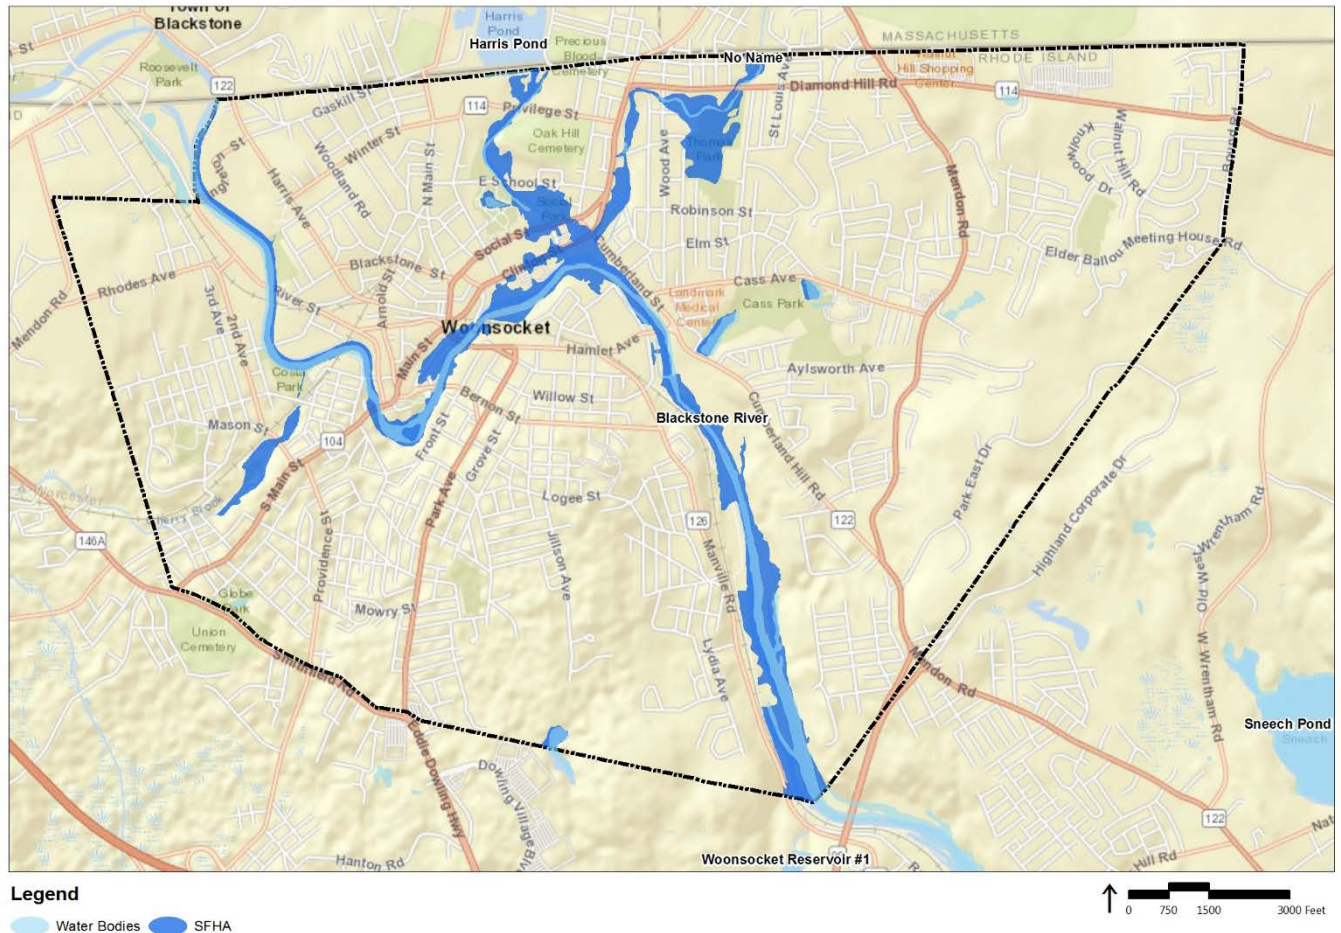 Town of
Blackstone
Harris
Pond
Harris Pond
Precious
Blood
Cemetery
No Name
MASSACHUSETTS
RHODE ISLAND
Hill Shopping
Center
Roosevelt
Park
122
Gaskill St
114
Privilege St
Diamond Hill Rd
114
St Louis Ave
Winter St
Oak Hill
Cemetery
Woodland Rd
N Main St
Wood Ave
Thomas
Park
Knollwood Dr
Walnut Hill Rd
Bound Rd
Mendon Rd
Harris Ave
E School St
Social
Park
Robinson St
Social St
Elm St
Elder Ballou Meeting House Rd
Blackstone St
Cumberland St
Cass Ave
Rhodes Ave
River St
Arnold St
Landmark
Medical
Center
Cass Park
Mendon Rd
3rd Ave
2nd Ave
Woonsocket
Main St
Hamlet Ave
Costa
Park
Aylsworth Ave
Bernon St
Willow St
Blackstone River
Mason St
104
Front St
Grove St
Cumberland Hill Rd
S Main St
Park Ave
Logee St
Park East Dr
Highland Corporate Dr
146A
Providence St
126
122
Jillson Ave
Manville Rd
Old West Wrentham Rd
Globe
Park
Mowry St
Union
Cemetery
Smithfield Rd
Lydia Ave
Mendon Rd
W Wrentham Rd
Sneech Pond
Sneach
Eddie Dowling Hwy
Dowling Village Blvd
122
Hanton Rd
Woonsocket Reservoir #1
Hill Rd
Legend
Water Bodies SFHA
0 750 1500 3000 Feet